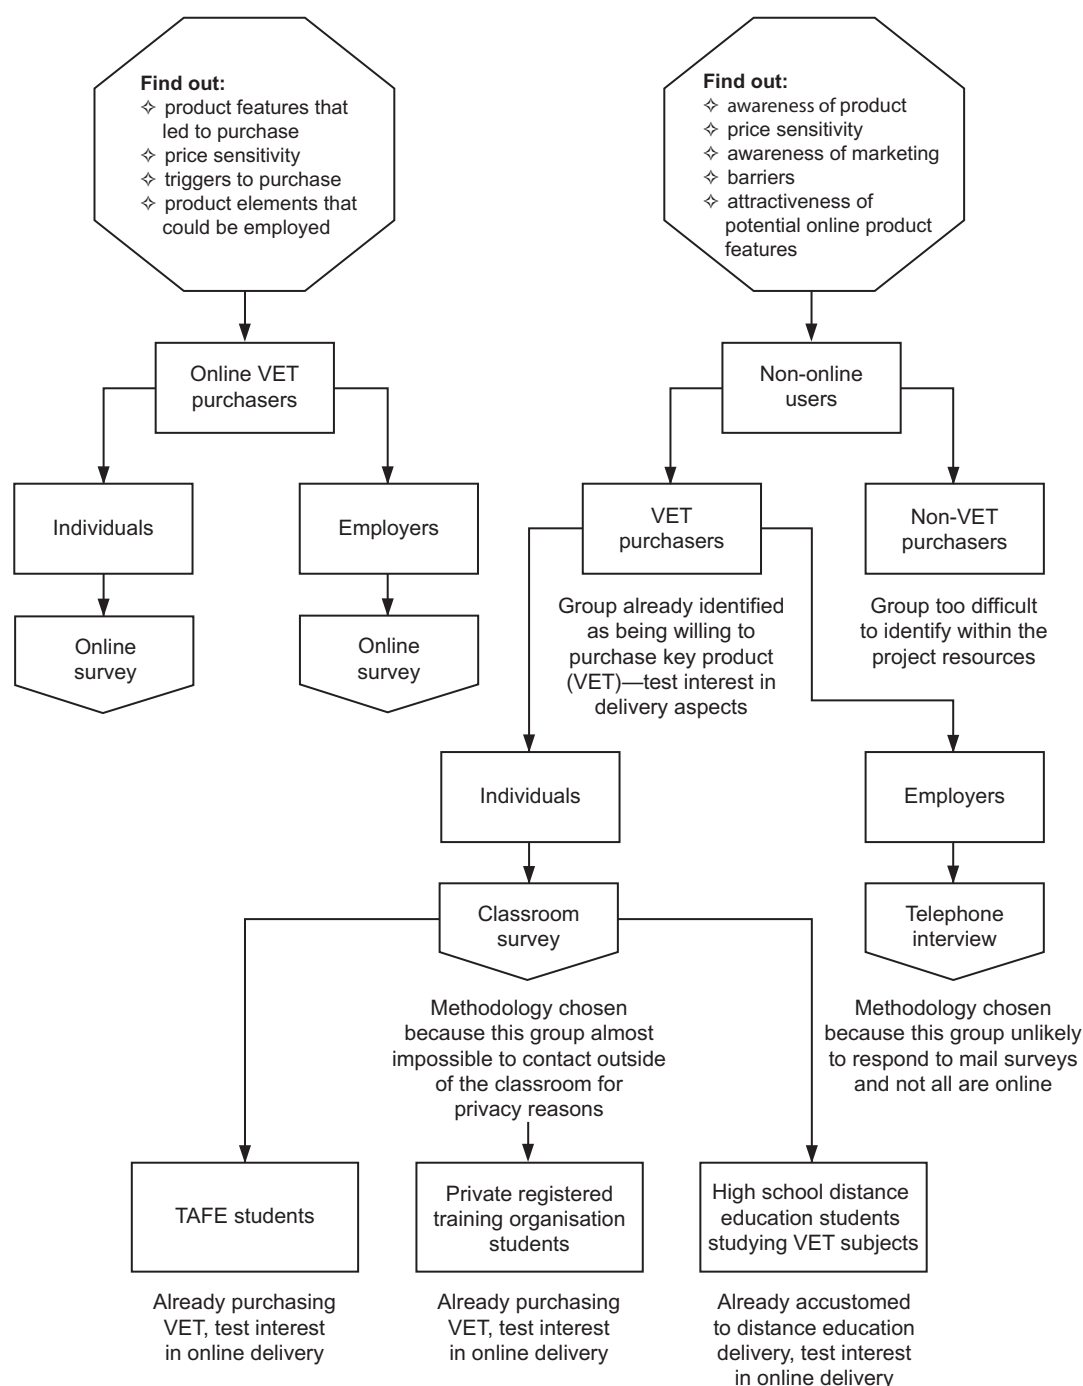 Find out:
✧ product features that
led to purchase
✧ price sensitivity
✧ triggers to purchase
✧ product elements that
could be employed
Find out:
✧ awareness of product
✧ price sensitivity
✧ awareness of marketing
✧ barriers
✧ attractiveness of
potential online product
features
Online VET
purchasers
Non-online
users
Individuals
Employers
VET
purchasers
Non-VET
purchasers
Online
survey
Online
survey
Group already identified
as being willing to
purchase key product
(VET)—test interest in
delivery aspects
Group too difficult
to identify within the
project resources
Individuals
Employers
Classroom
survey
Telephone
interview
Methodology chosen
because this group almost
impossible to contact outside
of the classroom for
privacy reasons
Methodology chosen
because this group unlikely
to respond to mail surveys
and not all are online
TAFE students
Private registered
training organisation
students
High school distance
education students
studying VET subjects
Already purchasing
VET, test interest
in online delivery
Already purchasing
VET, test interest
in online delivery
Already accustomed
to distance education
delivery, test interest
in online delivery